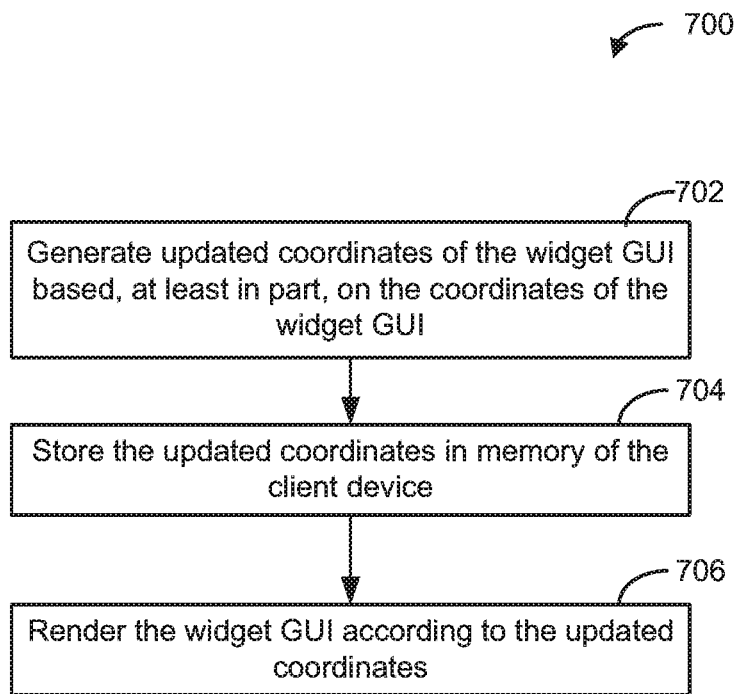 700
702
Generate updated coordinates of the widget GUI
based, at least in part, on the coordinates of the
widget GUI
704
Store the updated coordinates in memory of the
client device
706
Render the widget GUI according to the updated
coordinates